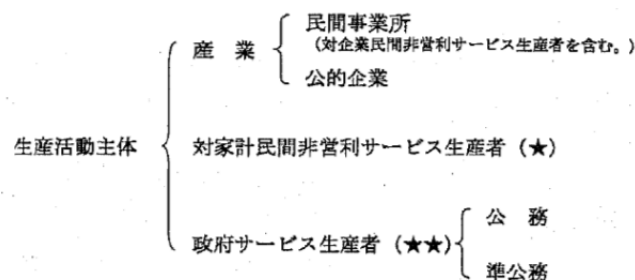 民間事業所
産 業
(対企業民間非営利サービス生産者を含む。)
公的企業
生産活動主体
対家計民間非営利サービス生産者 (★)
公 務
政府サービス生産者 (★★)
準公務